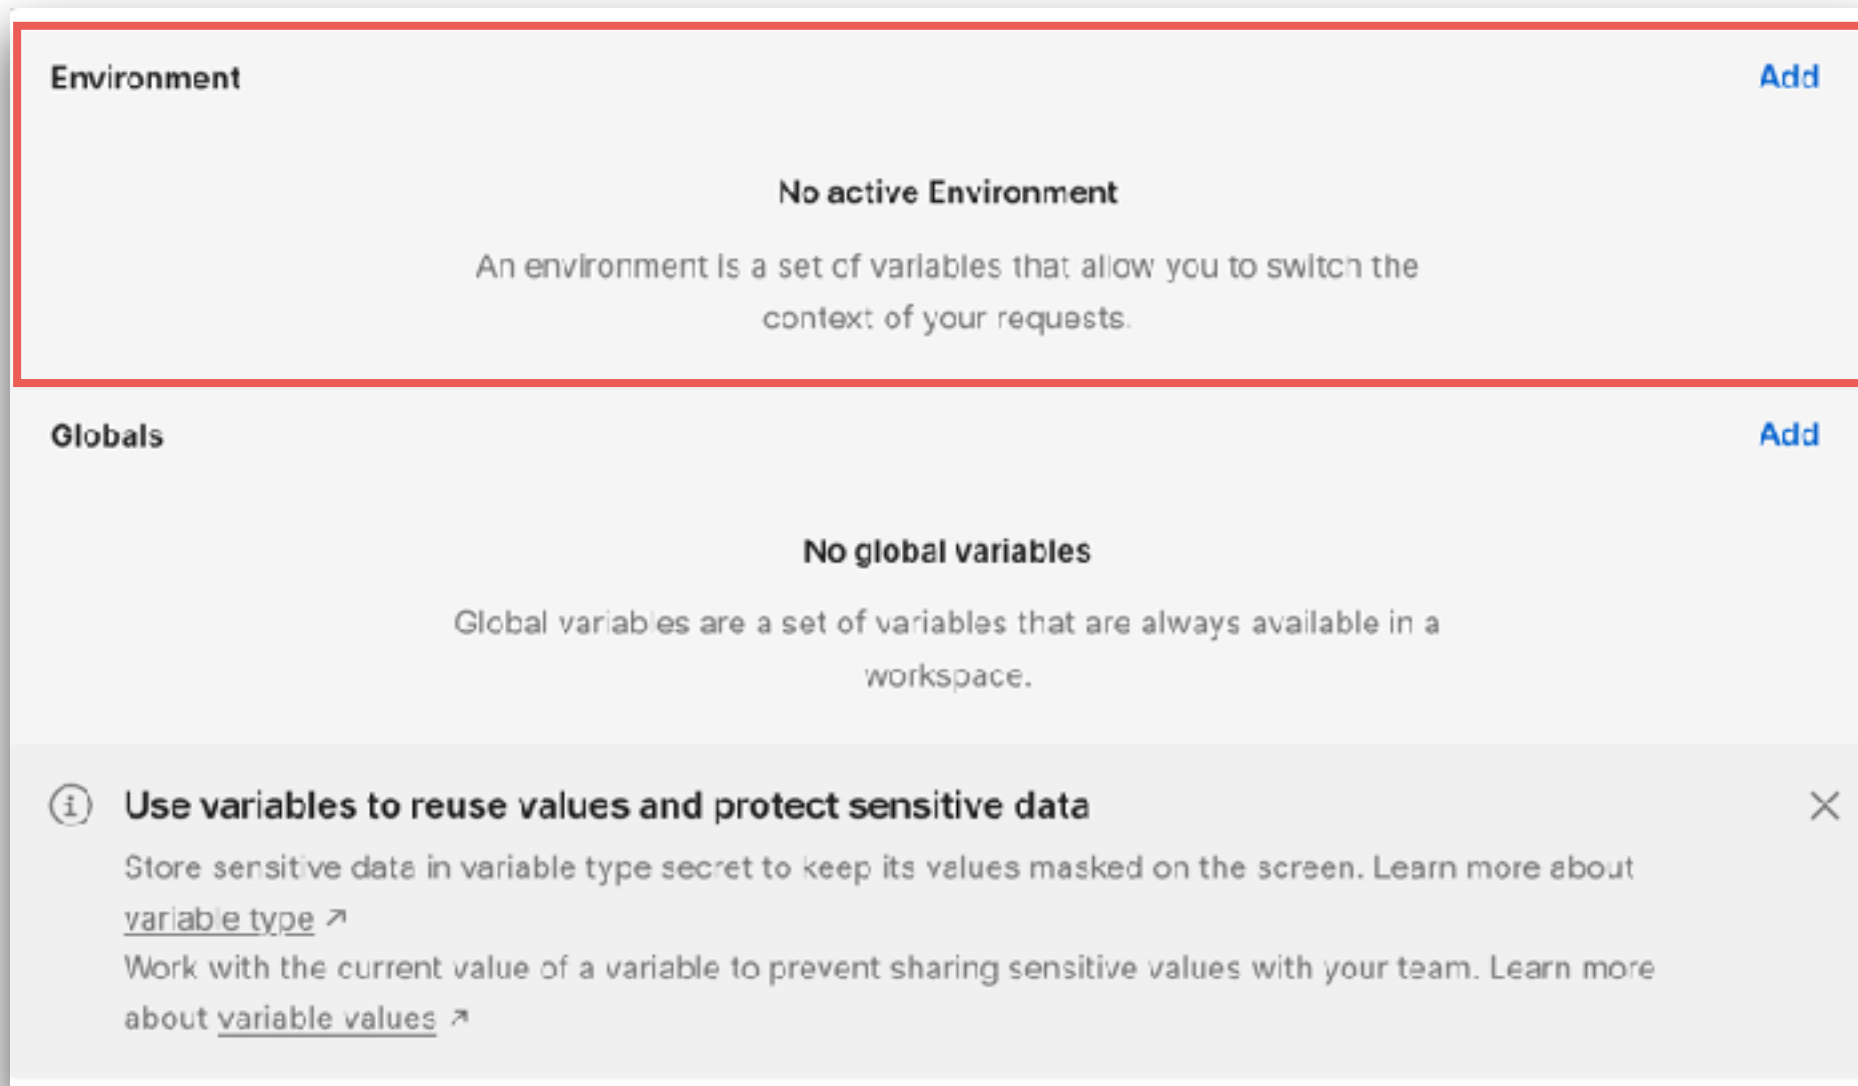 Environment Add
No active Environment
An environment is a set of variables that allow you to switch the
context of your requests.
Globals Add
No global variables
Global variables are a set of variables that are always available in a
workspace.
Use variables to reuse values and protect sensitive data
Store sensitive data in variable type secret to keep its values masked on the screen. Learn more about
variable type ↗
Work with the current value of a variable to prevent sharing sensitive values with your team. Learn more
about variable values ↗